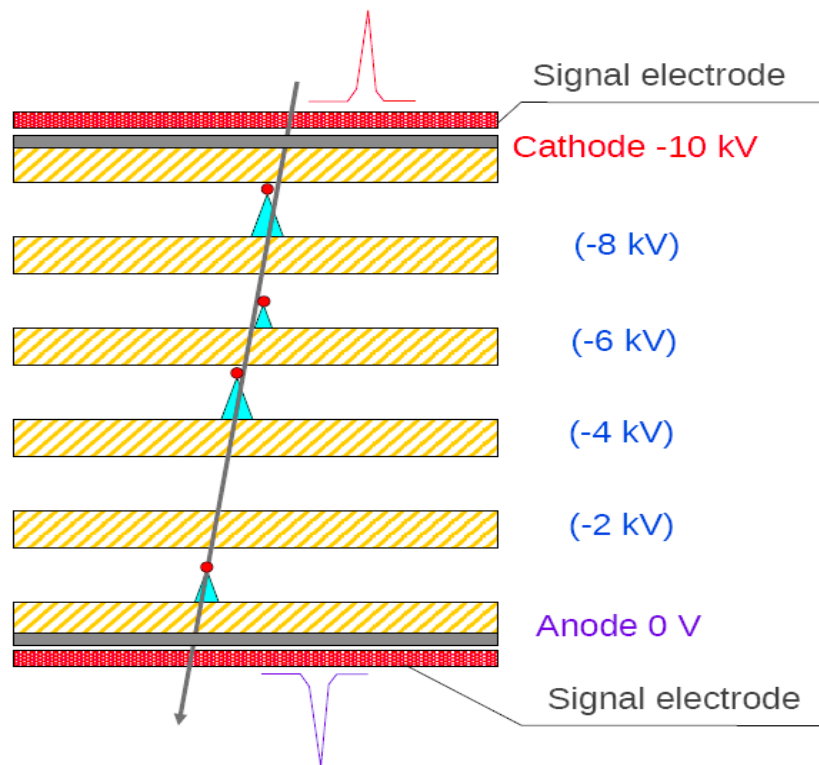 Signal electrode
Cathode -10 kV
(-8 kV)
(-6 kV)
(-4 kV)
(-2 kV)
Anode 0 V
Signal electrode